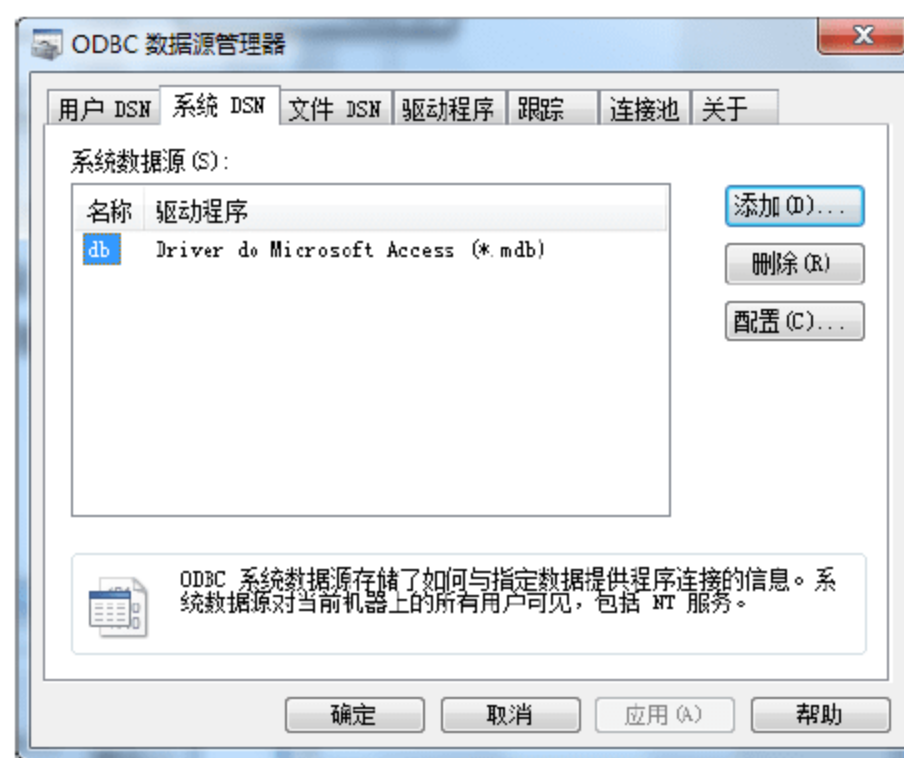 ODBC 数据源管理器
用户 DSN 系统 DSN 文件 DSN 驱动程序 跟踪 连接池 关于
系统数据源(S):
名称 驱动程序
db Driver do Microsoft Access (*.mdb)
添加(D)...
删除(R)
配置(C)...
ODBC 系统数据源存储了如何与指定数据提供程序连接的信息。系
统数据源对当前机器上的所有用户可见，包括 NT 服务。
确定 取消 应用(A) 帮助